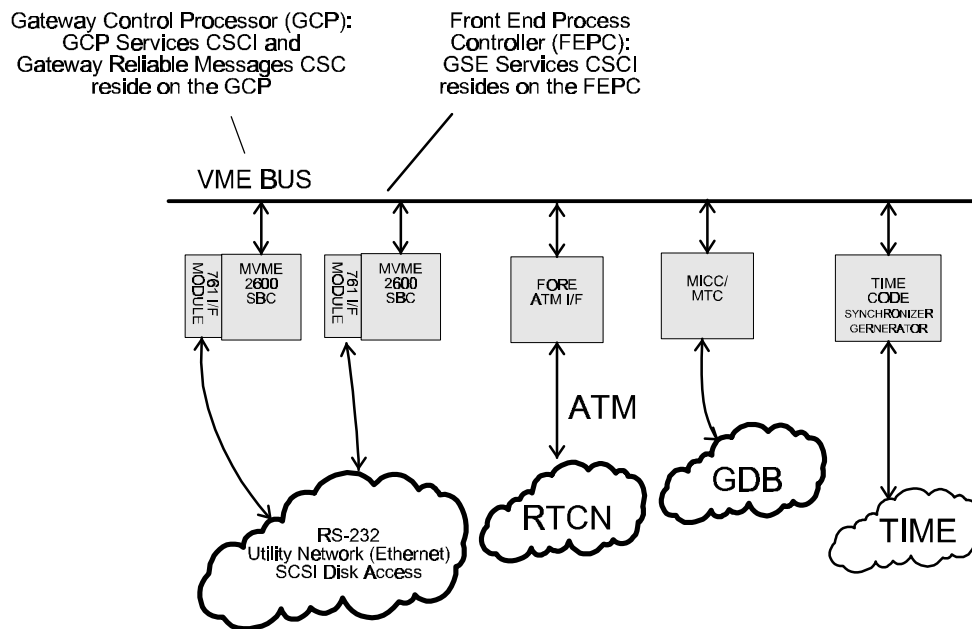 Gateway Control Processor (GCP):
GCP Services CSCI and
Gateway Reliable Messages CSC
reside on the GCP
Front End Process
Controller (FEPC):
GSE Services CSCI
resides on the FEPC
VME BUS
761 I/F
MODULE
MVME
2600
SBC
761 I/F
MODULE
MVME
2600
SBC
FORE
ATM I/F
MICC/
MTC
TIME
CODE
SYNCHRONIZER
GERNERATOR
ATM
RS-232
Utility Network (Ethernet)
SCSI Disk Access
RTCN
GDB
TIME